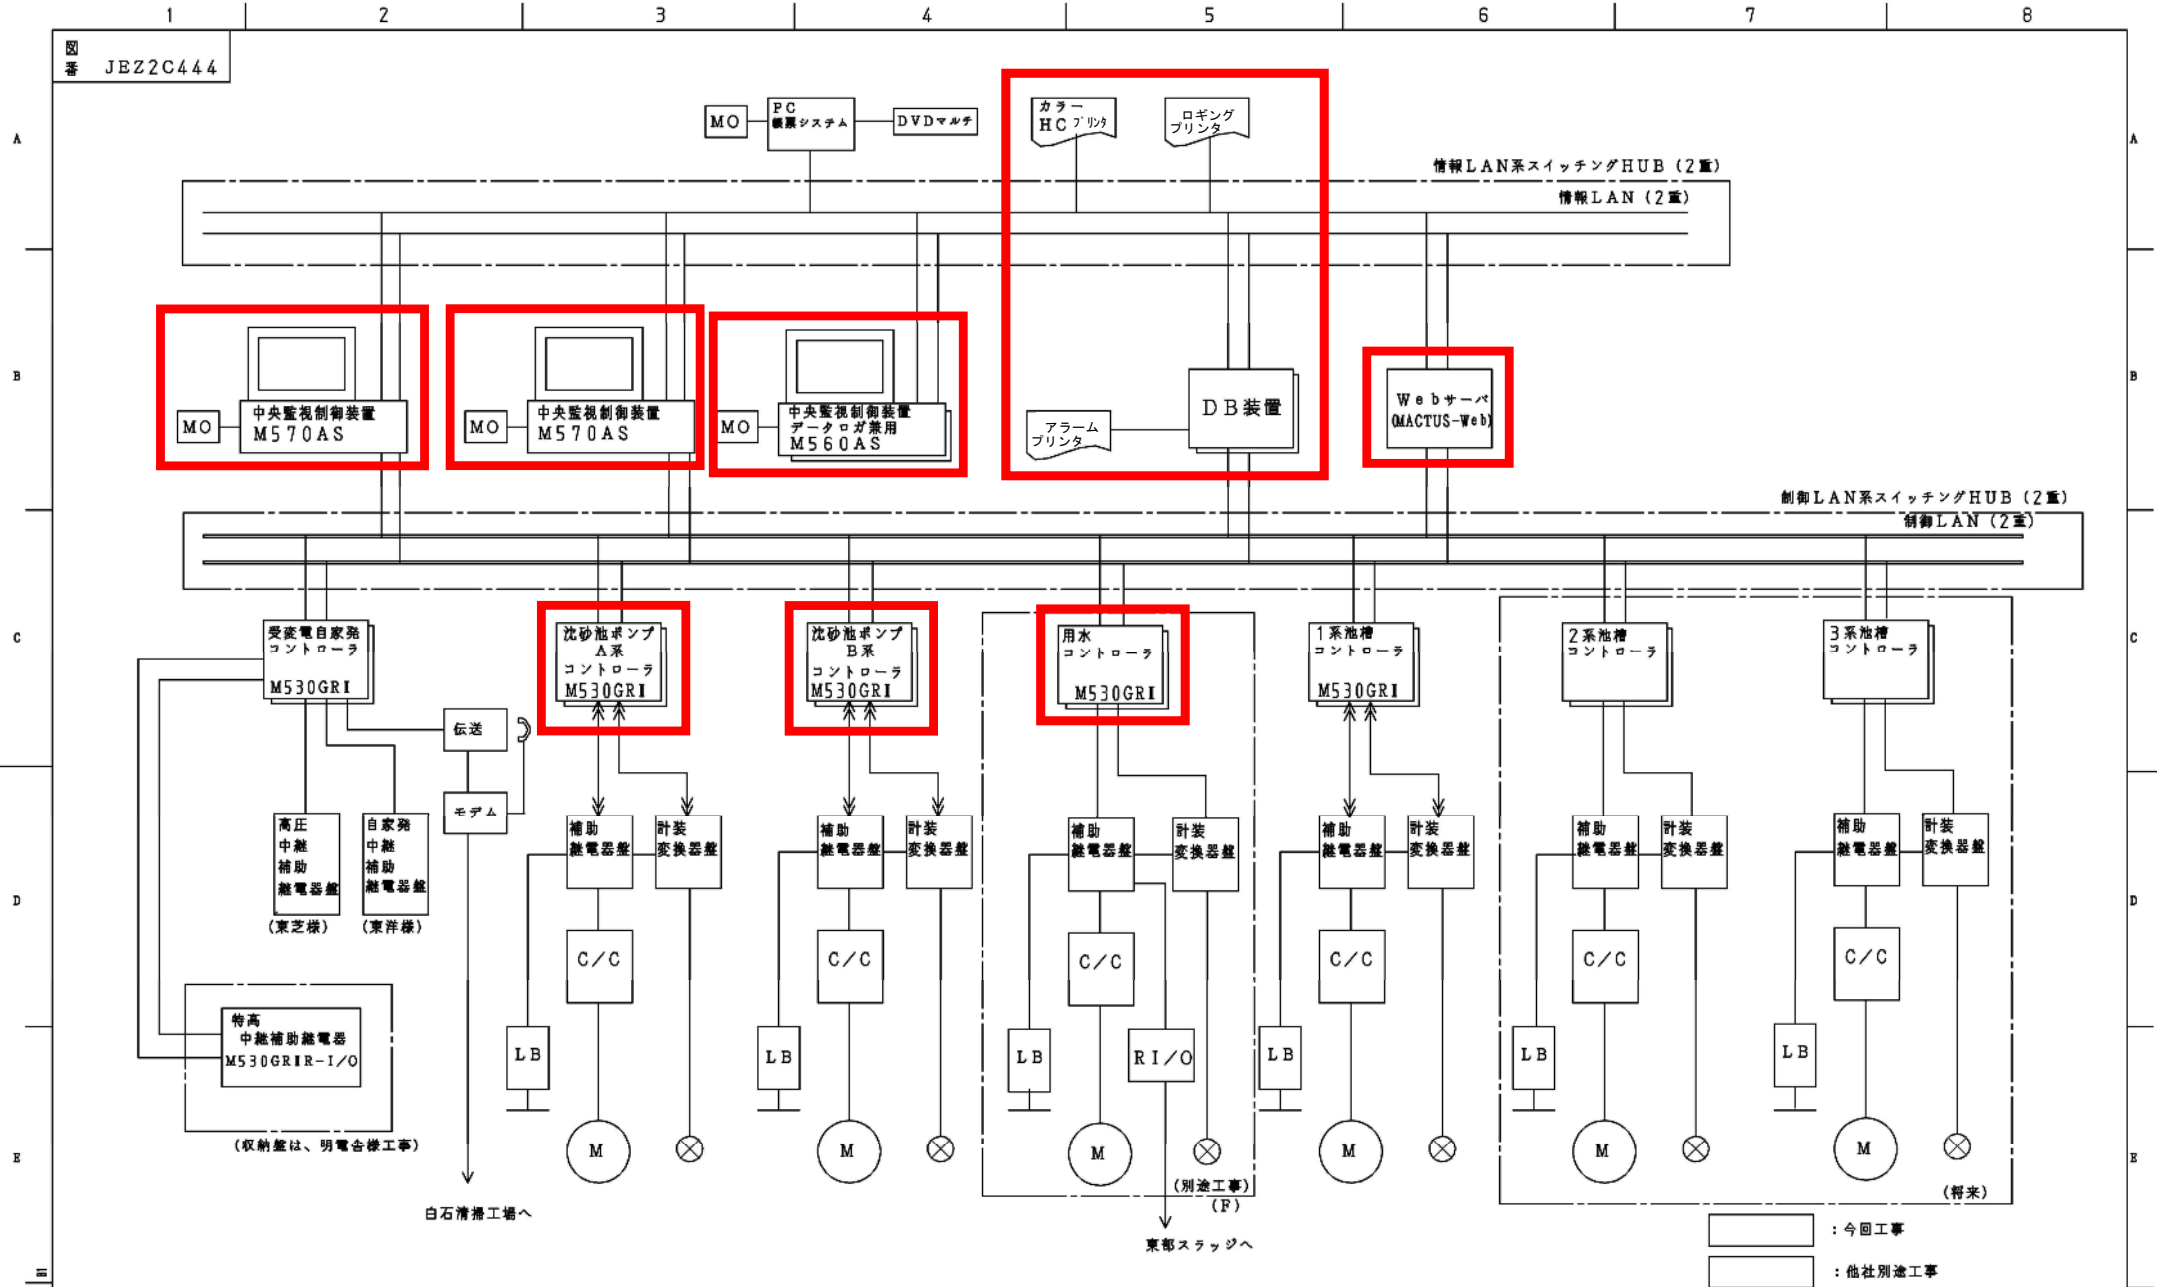 1 2 3 4 5 6 7 8
図番 JEZ2C444
A
A
MO
PC
帳票システム
DVDマルチ
カラー
HCプリンタ
ロギング
プリンタ
情報LAN系スイッチングHUB(2重)
情報LAN(2重)
B
B
MO
中央監視制御装置
M570AS
MO
中央監視制御装置
M570AS
MO
中央監視制御装置
データロガ兼用
M560AS
アラーム
プリンタ
DB装置
Webサーバ
(MACTUS-Web)
制御LAN系スイッチングHUB(2重)
制御LAN(2重)
C
C
受変電自家発
コントローラ
M530GRⅡ
沈砂池ポンプ
A系
コントローラ
M530GRⅡ
沈砂池ポンプ
B系
コントローラ
M530GRⅡ
用水
コントローラ
M530GRⅡ
1系池槽
コントローラ
M530GRⅡ
2系池槽
コントローラ
3系池槽
コントローラ
伝送
モデム
D
D
高圧
中継
補助
継電器盤
(東芝様)
自家発
中継
補助
継電器盤
(東洋様)
補助
継電器盤
計装
変換器盤
補助
継電器盤
計装
変換器盤
補助
継電器盤
計装
変換器盤
補助
継電器盤
計装
変換器盤
補助
継電器盤
計装
変換器盤
補助
継電器盤
計装
変換器盤
C/C
C/C
C/C
C/C
C/C
C/C
特高
中継補助継電器
M530GRⅡR-I/O
LB
LB
LB
RI/O
LB
LB
LB
E
E
(収納盤は、明電舎様工事)
M
M
M
M
M
M
(別途工事)
(F)
(将来)
白石清掃工場へ
東部スラッジへ
:今回工事
:他社別途工事